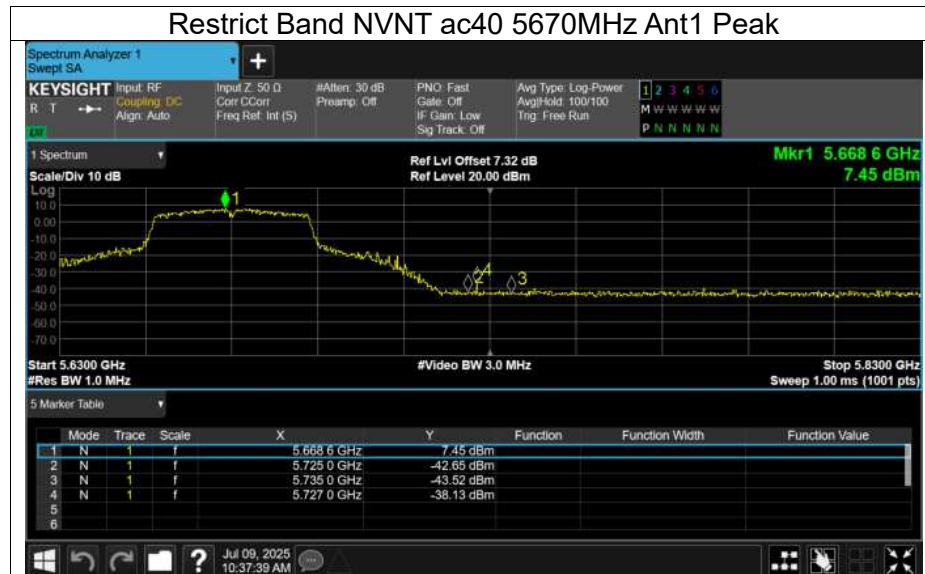 Restrict Band NVNT ac40 5670MHz Ant1 Peak
Spectrum Analyzer 1
Swept SA
+
KEYSIGHT Input: RF Input Z: 50 Ω #Atten: 30 dB PNO: Fast Avg Type: Log-Power 1 2 3 4 5 6
R T Coupling: DC Corr CCorr Preamp: Off Gate: Off Avg|Hold: 100/100 M W W W W W
Align: Auto Freq Ref: Int (S) IF Gain: Low Trig: Free Run
Sig Track: Off P N N N N N
1 Spectrum Ref Lvl Offset 7.32 dB Mkr1 5.668 6 GHz
Scale/Div 10 dB Ref Level 20.00 dBm 7.45 dBm
Log
10.0
0.00
-10.0
-20.0
-30.0
-40.0
-50.0
-60.0
-70.0
1
2
4
3
Start 5.6300 GHz #Video BW 3.0 MHz Stop 5.8300 GHz
#Res BW 1.0 MHz Sweep 1.00 ms (1001 pts)
5 Marker Table
Mode Trace Scale X Y Function Function Width Function Value
1 N 1 f 5.668 6 GHz 7.45 dBm
2 N 1 f 5.725 0 GHz -42.65 dBm
3 N 1 f 5.735 0 GHz -43.52 dBm
4 N 1 f 5.727 0 GHz -38.13 dBm
5
6
? Jul 09, 2025
10:37:39 AM